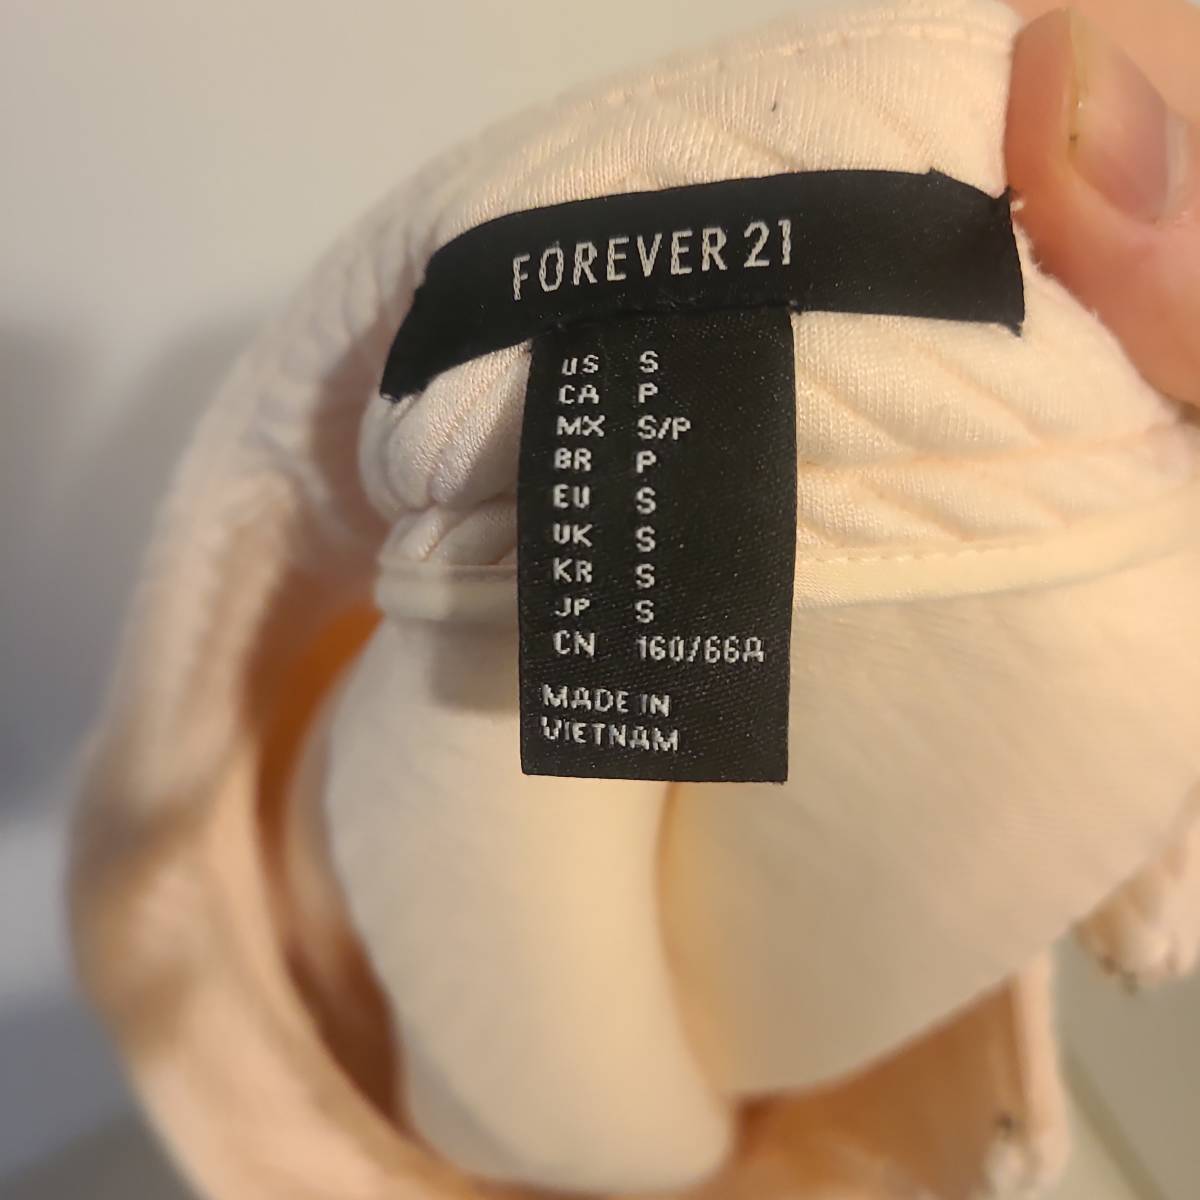 FOREVER 21
US S
CA P
MX S/P
BR P
EU S
UK S
KR S
JP S
CN 160/66A
MADE IN
VIETNAM